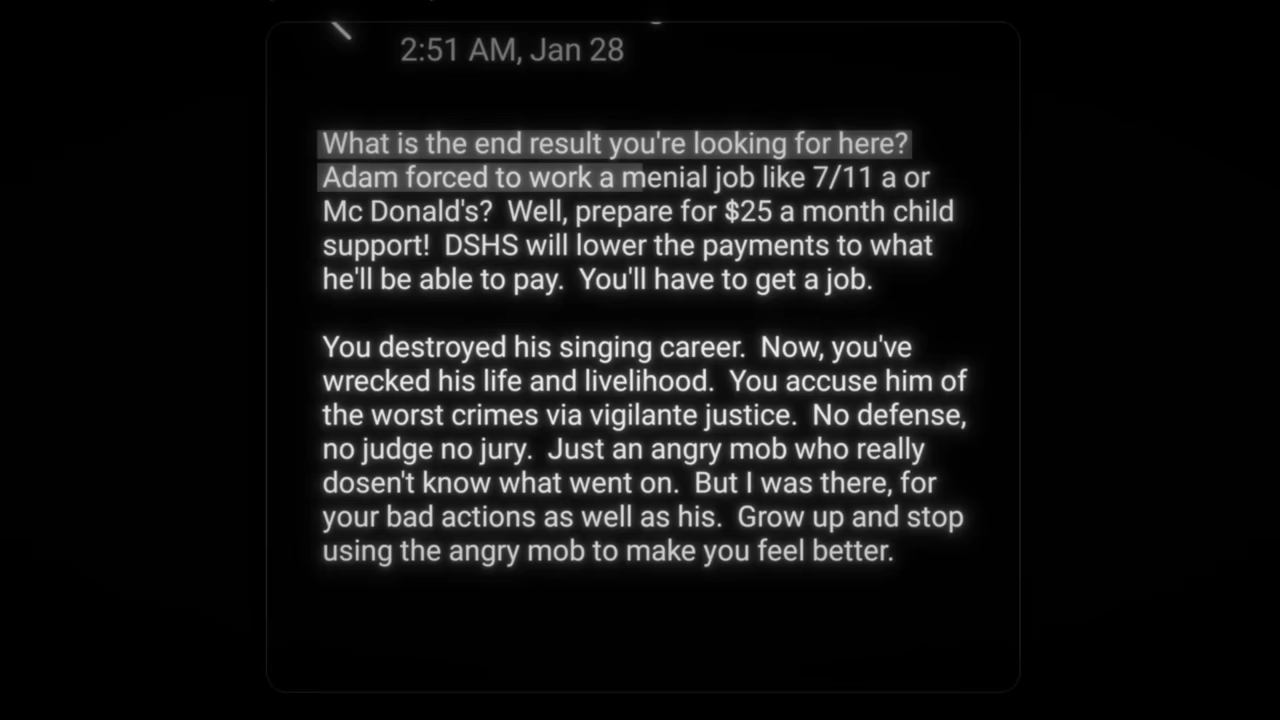 2:51 AM, Jan 28
What is the end result you're looking for here?
Adam forced to work a menial job like 7/11 a or
Mc Donald's?  Well, prepare for $25 a month child
support!  DSHS will lower the payments to what
he'll be able to pay.  You'll have to get a job.
You destroyed his singing career.  Now, you've
wrecked his life and livelihood.  You accuse him of
the worst crimes via vigilante justice.  No defense,
no judge no jury.  Just an angry mob who really
dosen't know what went on.  But I was there, for
your bad actions as well as his.  Grow up and stop
using the angry mob to make you feel better.